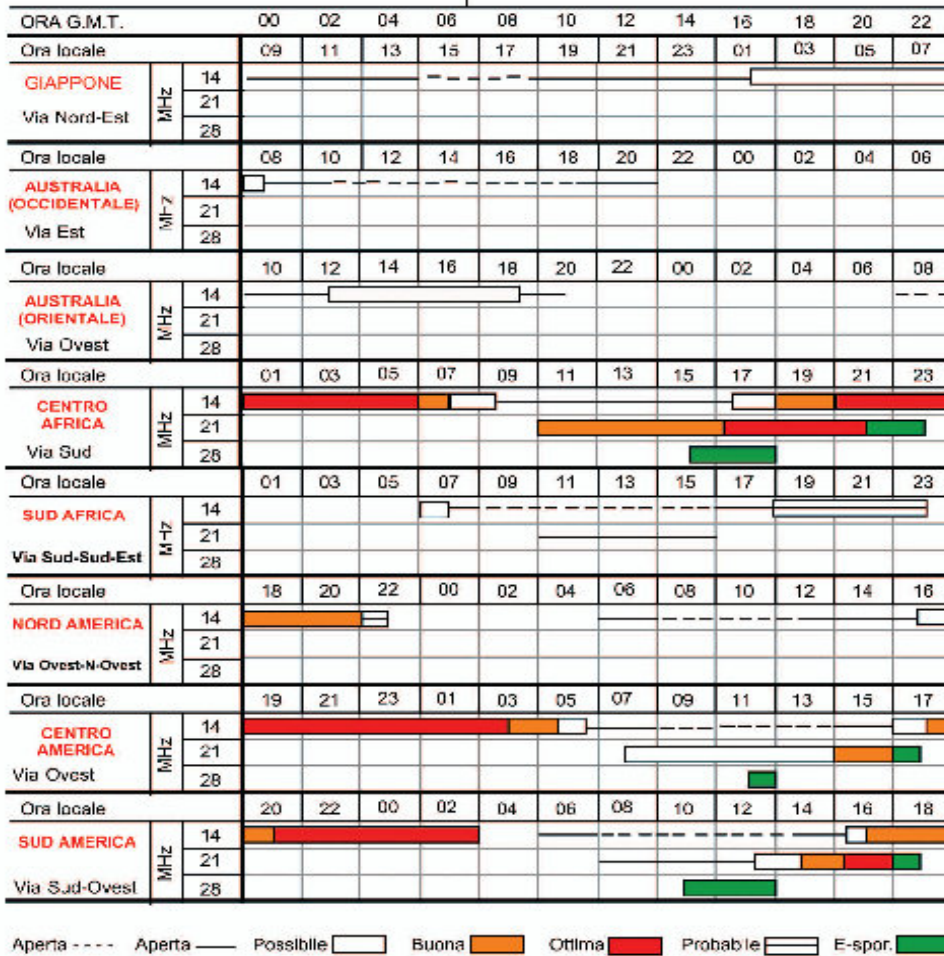 ORA G.M.T. 00 02 04 06 08 10 12 14 16 18 20 22
Ora locale 09 11 13 15 17 19 21 23 01 03 05 07
GIAPPONE
Via Nord-Est
MHz
14
21
28
Ora locale 08 10 12 14 16 18 20 22 00 02 04 06
AUSTRALIA
(OCCIDENTALE)
Via Est
MHz
14
21
28
Ora locale 10 12 14 16 18 20 22 00 02 04 06 08
AUSTRALIA
(ORIENTALE)
Via Ovest
MHz
14
21
28
Ora locale 01 03 05 07 09 11 13 15 17 19 21 23
CENTRO
AFRICA
Via Sud
MHz
14
21
28
Ora locale 01 03 05 07 09 11 13 15 17 19 21 23
SUD AFRICA
Via Sud-Sud-Est
MHz
14
21
28
Ora locale 18 20 22 00 02 04 06 08 10 12 14 16
NORD AMERICA
Via Ovest-N-Ovest
MHz
14
21
28
Ora locale 19 21 23 01 03 05 07 09 11 13 15 17
CENTRO
AMERICA
Via Ovest
MHz
14
21
28
Ora locale 20 22 00 02 04 06 08 10 12 14 16 18
SUD AMERICA
Via Sud-Ovest
MHz
14
21
28
Aperta Aperta Possibile Buona Ottima Probabile E-spor.